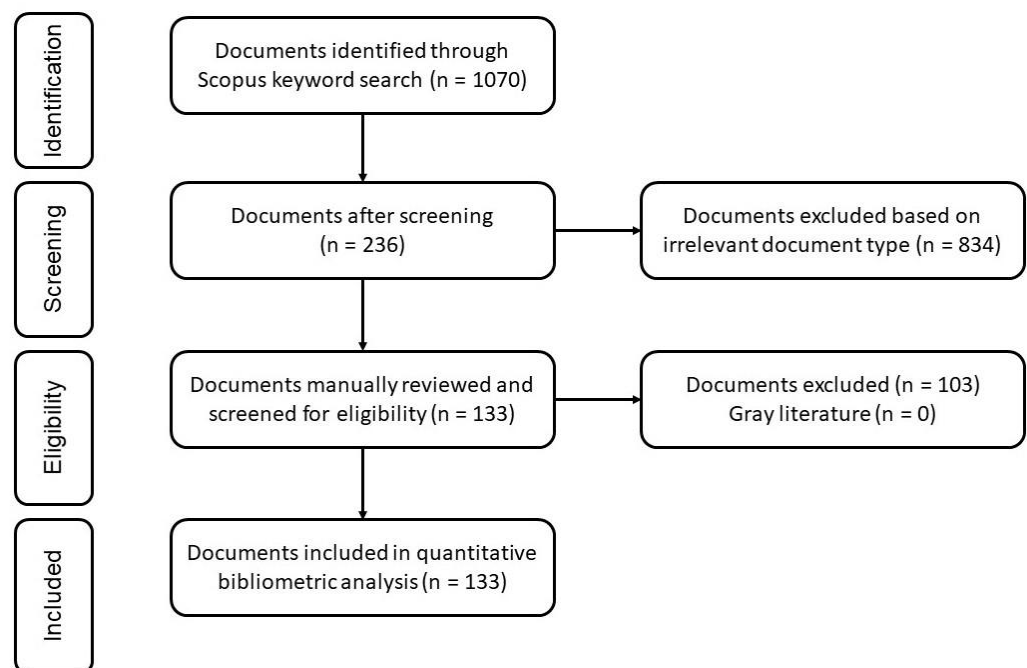 Identification
Documents identified through
Scopus keyword search (n = 1070)
Screening
Documents after screening
(n = 236)
Documents excluded based on
irrelevant document type (n = 834)
Eligibility
Documents manually reviewed and
screened for eligibility (n = 133)
Documents excluded (n = 103)
Gray literature (n = 0)
Included
Documents included in quantitative
bibliometric analysis (n = 133)